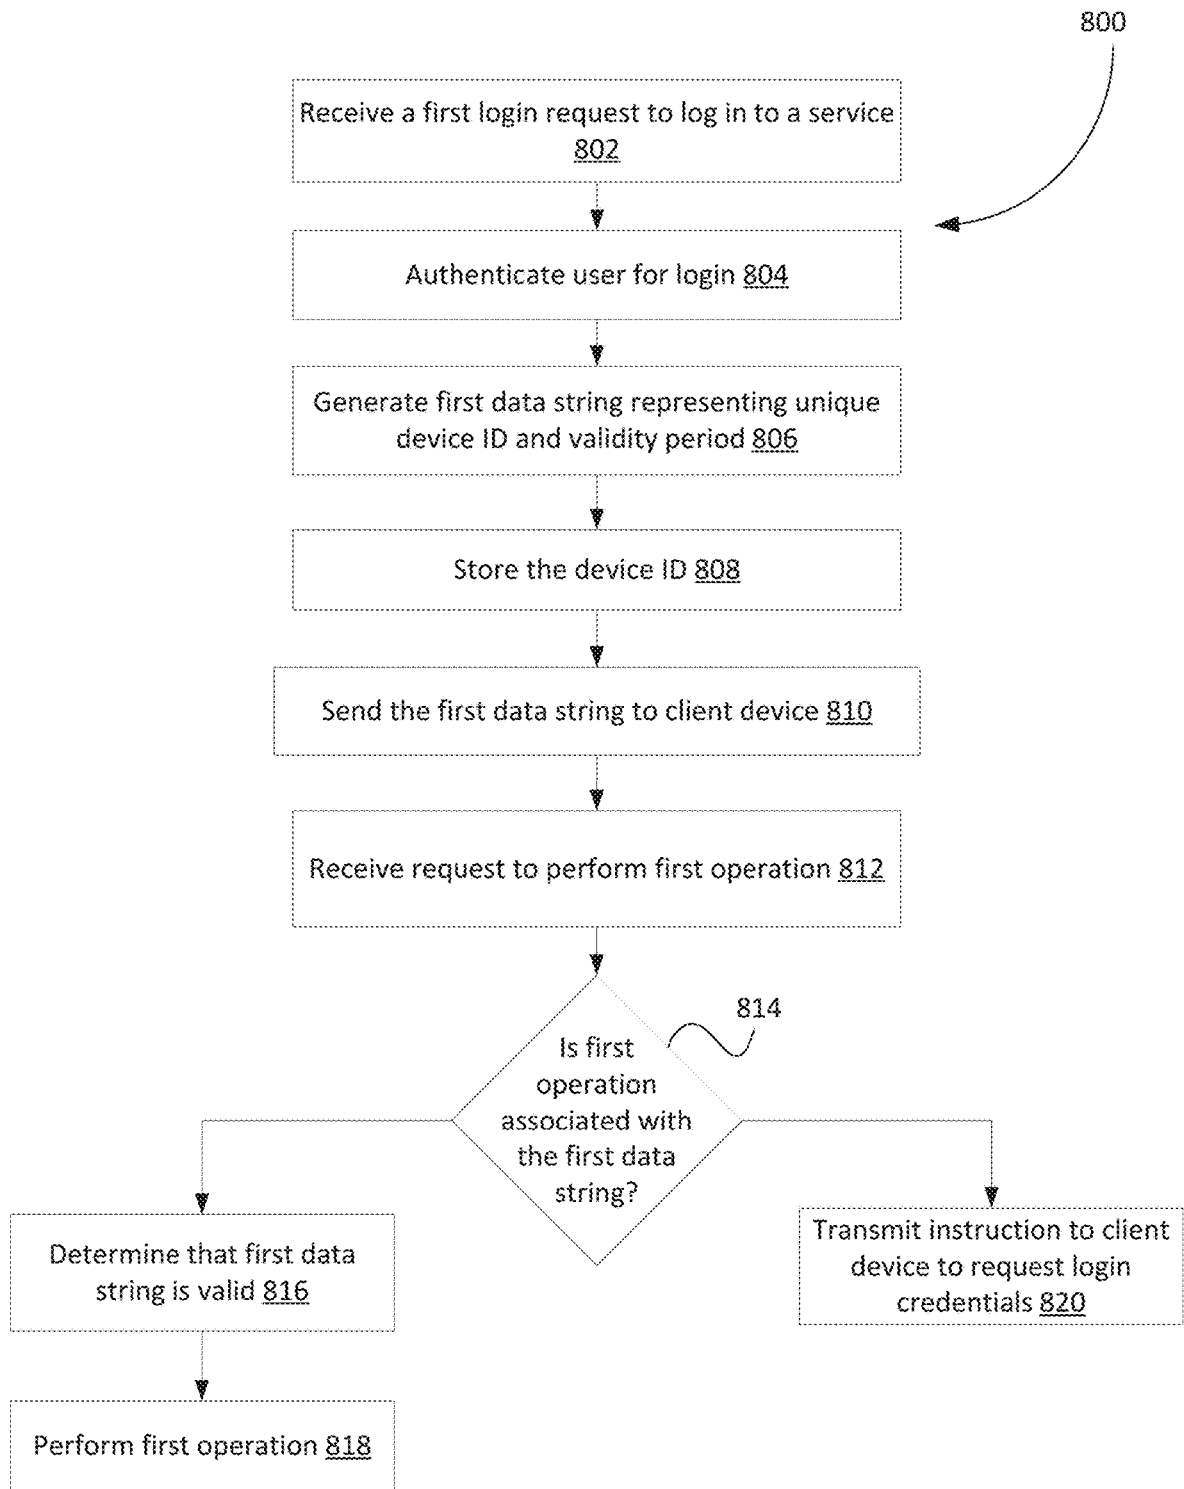 800
Receive a first login request to log in to a service
802
Authenticate user for login 804
Generate first data string representing unique
device ID and validity period 806
Store the device ID 808
Send the first data string to client device 810
Receive request to perform first operation 812
814
Is first
operation
associated with
the first data
string?
Determine that first data
string is valid 816
Transmit instruction to client
device to request login
credentials 820
Perform first operation 818